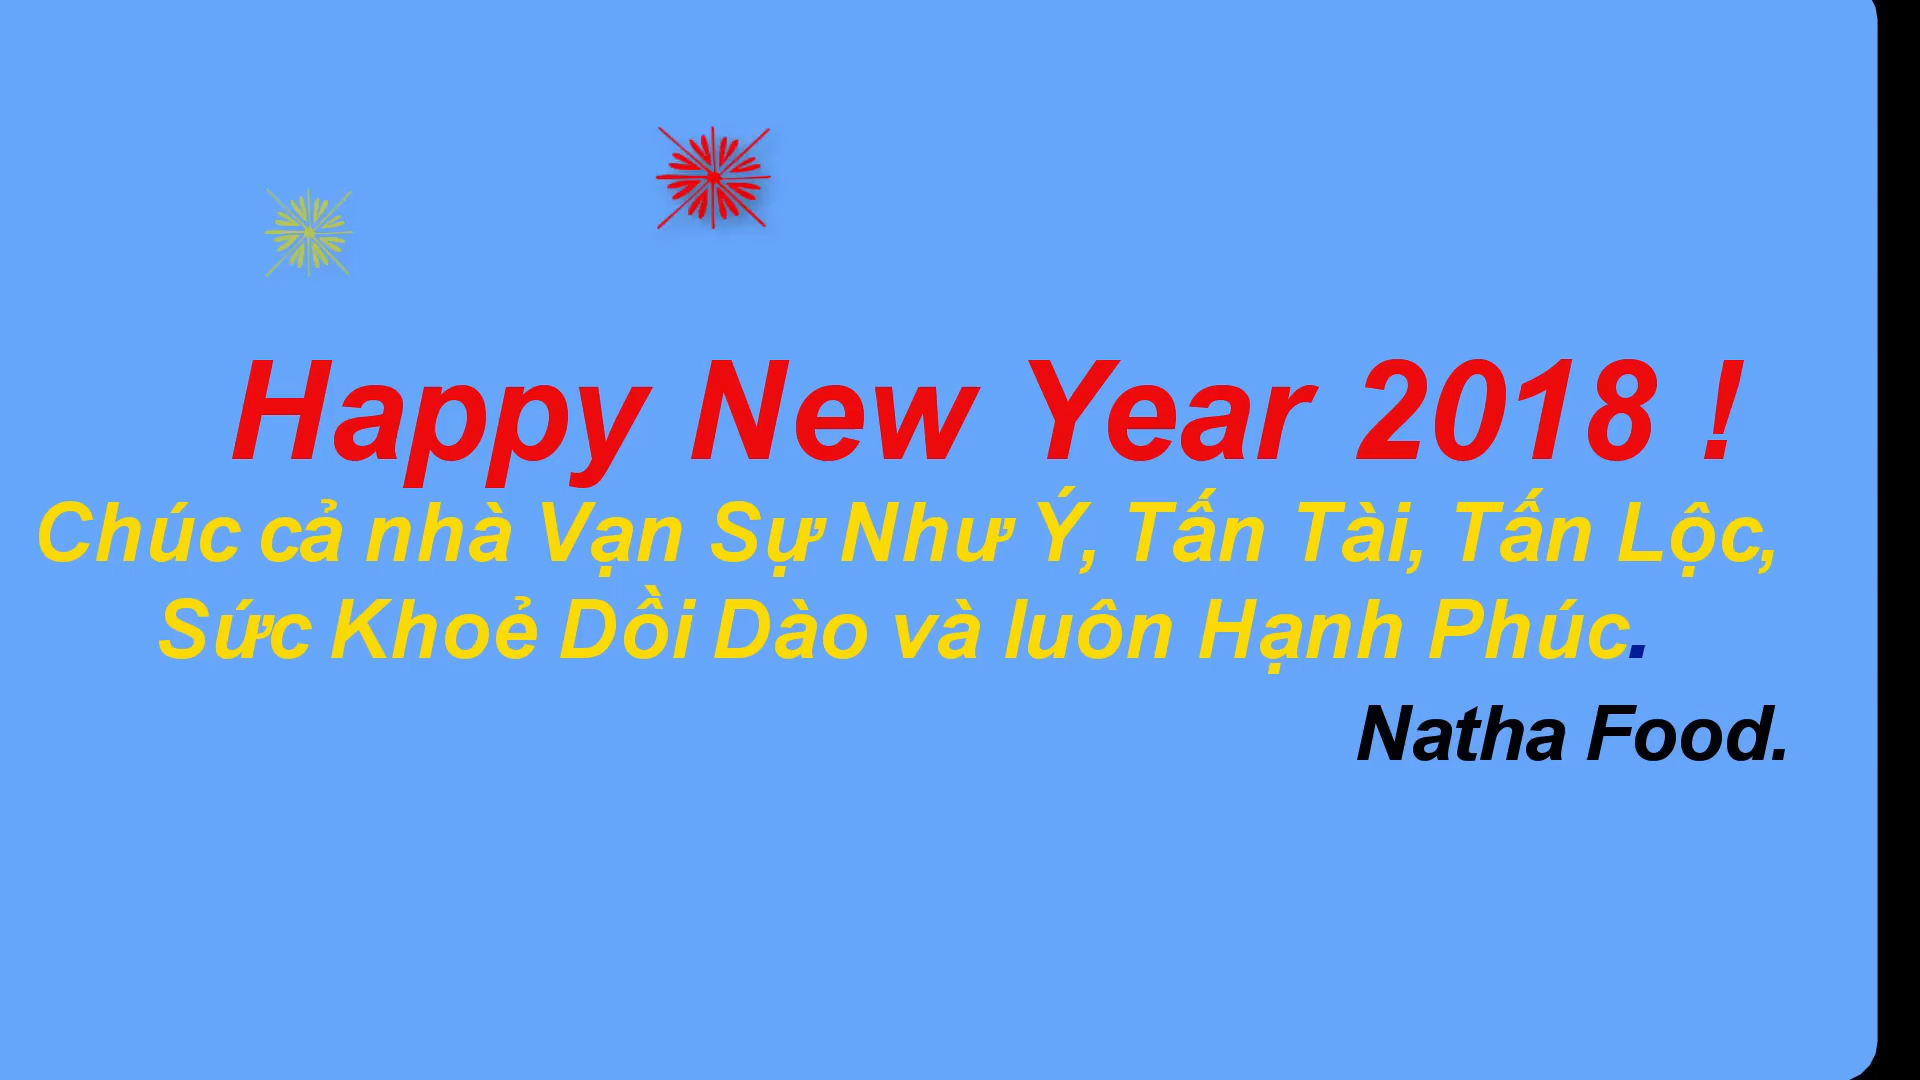 Happy New Year 2018 !
Chúc cả nhà Vạn Sự Như Ý, Tấn Tài, Tấn Lộc,
Sức Khoẻ Dồi Dào và luôn Hạnh Phúc.
Natha Food.